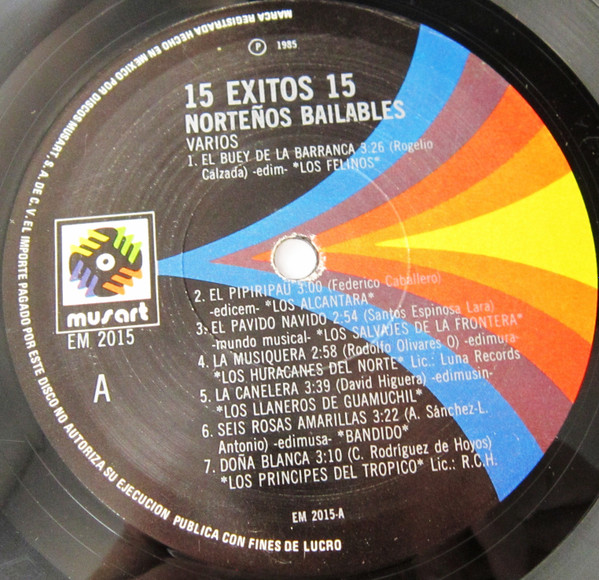 MARCA REGISTRADA HECHO EN MEXICO POR DISCOS MUSART, S.A. DE C.V. EL IMPORTE PAGADO POR ESTE DISCO NO AUTORIZA SU EJECUCION PUBLICA CON FINES DE LUCRO
Ⓟ 1985
15 EXITOS 15
NORTEÑOS BAILABLES
VARIOS
1. EL BUEY DE LA BARRANCA 3:26 (Rogelio
Calzada) -edim- *LOS FELINOS*
musart
EM 2015
A
2. EL PIPIRIPAU 3:00 (Federico Caballero)
-edicem- *LOS ALCANTARA*
3. EL PAVIDO NAVIDO 2:54 (Santos Espinosa Lara)
-mundo musical- *LOS SALVAJES DE LA FRONTERA*
4. LA MUSIQUERA 2:58 (Rodolfo Olivares O) -edimura-
*LOS HURACANES DEL NORTE* Lic.: Luna Records
5. LA CANELERA 3:39 (David Higuera) -edimusin-
*LOS LLANEROS DE GUAMUCHIL*
6. SEIS ROSAS AMARILLAS 3:22 (A. Sánchez-L.
Antonio) -edimusa- *BANDIDO*
7. DOÑA BLANCA 3:10 (C. Rodríguez de Hoyos)
*LOS PRINCIPES DEL TROPICO* Lic.: R.C.H.
EM 2015-A